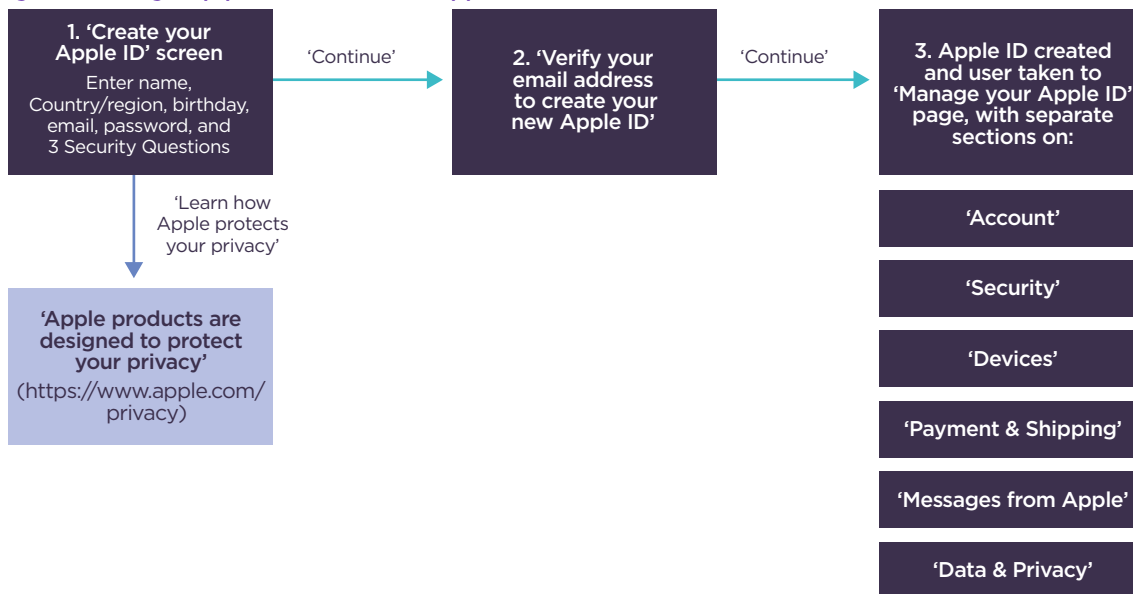 1. ‘Create your
Apple ID’ screen
Enter name,
Country/region, birthday,
email, password, and
3 Security Questions
‘Continue’
2. ‘Verify your
email address
to create your
new Apple ID’
‘Continue’
3. Apple ID created
and user taken to
‘Manage your Apple ID’
page, with separate
sections on:
‘Learn how
Apple protects
your privacy’
‘Apple products are
designed to protect
your privacy’
(https://www.apple.com/
privacy)
‘Account’
‘Security’
‘Devices’
‘Payment & Shipping’
‘Messages from Apple’
‘Data & Privacy’